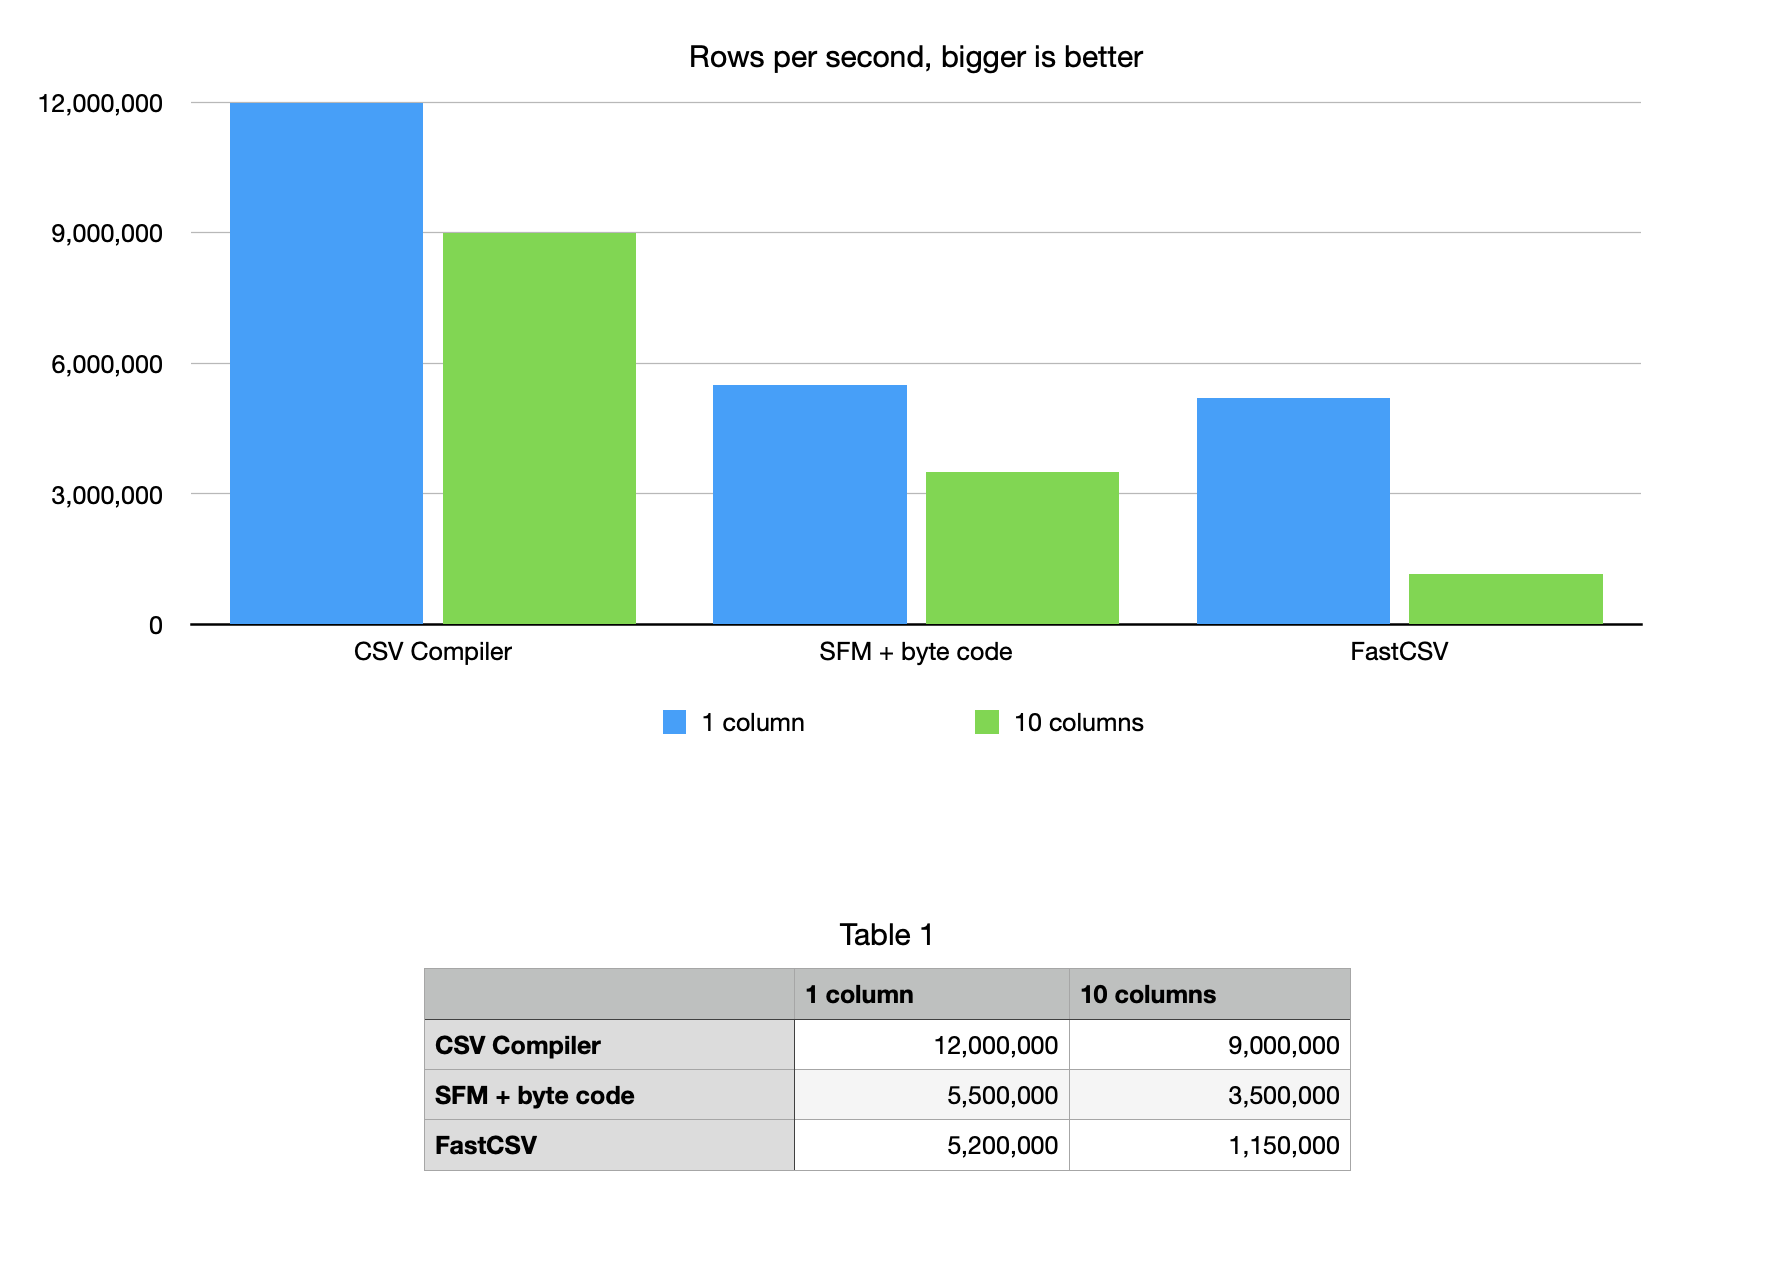 Rows per second, bigger is better
12,000,000
9,000,000
6,000,000
3,000,000
0
CSV Compiler SFM + byte code FastCSV
1 column 10 columns
Table 1
1 column 10 columns
CSV Compiler 12,000,000 9,000,000
SFM + byte code 5,500,000 3,500,000
FastCSV 5,200,000 1,150,000